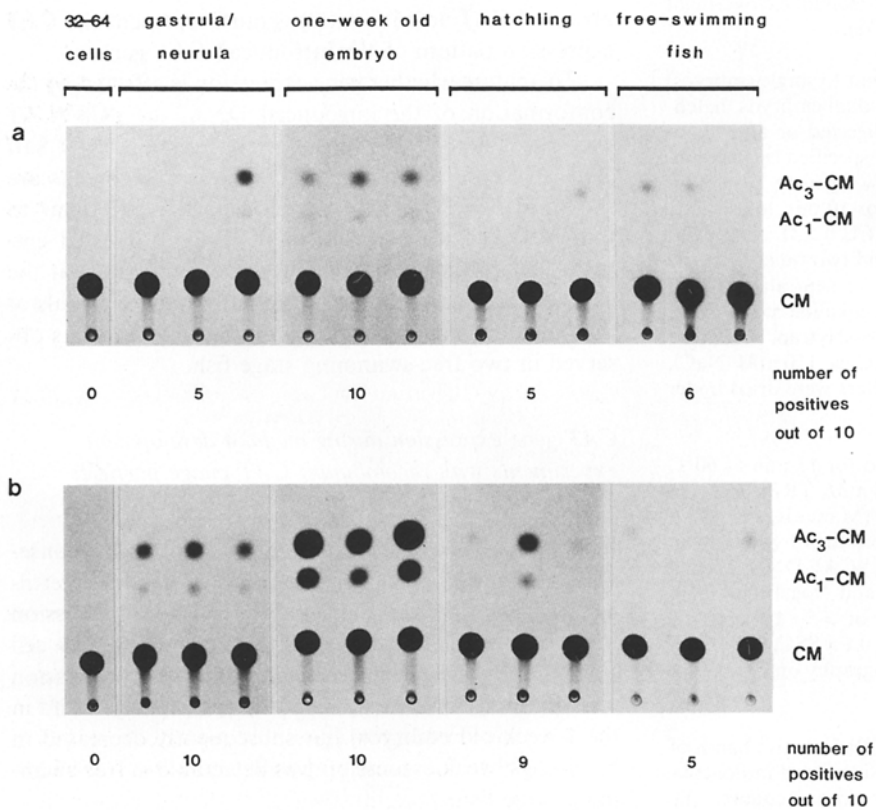 32-64 gastrula/ one-week old hatchling free-swimming
cells neurula embryo fish
a
Ac3-CM
Ac1-CM
CM
0 5 10 5 6 number of
positives
out of 10
b
Ac3-CM
Ac1-CM
CM
0 10 10 9 5 number of
positives
out of 10